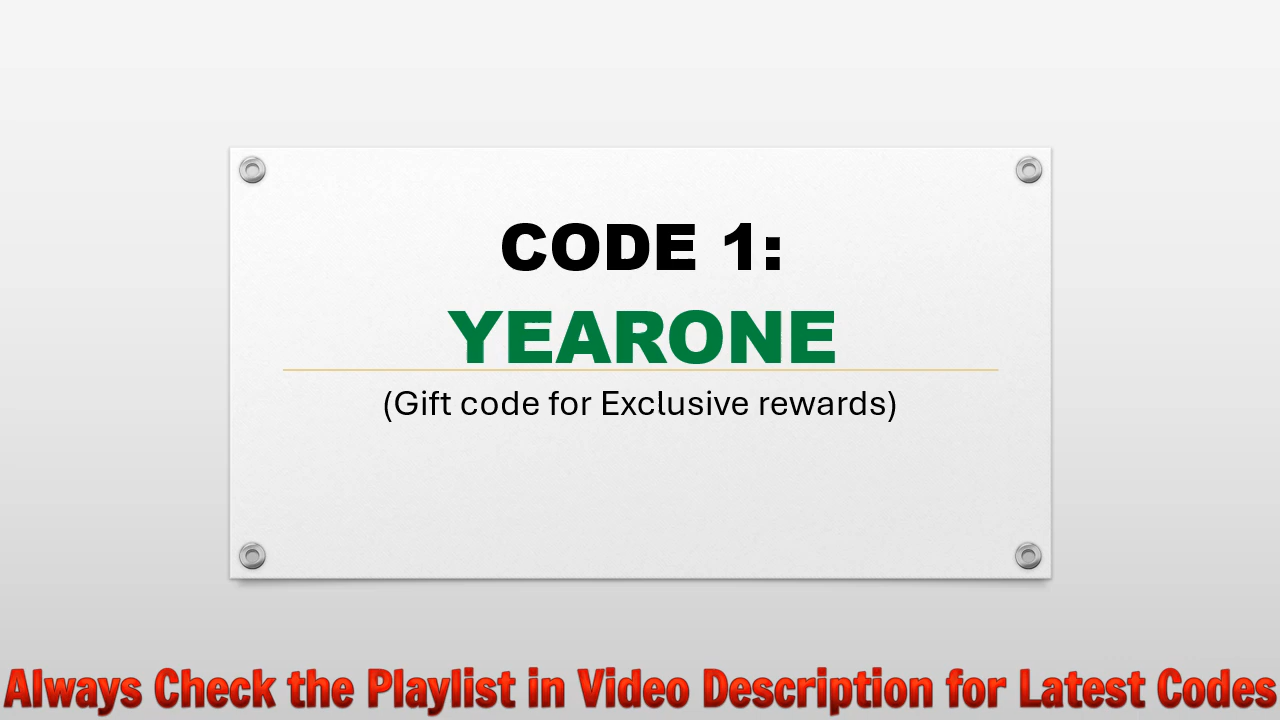 CODE 1:
YEARONE
(Gift code for Exclusive rewards)
Always Check the Playlist in Video Description for Latest Codes